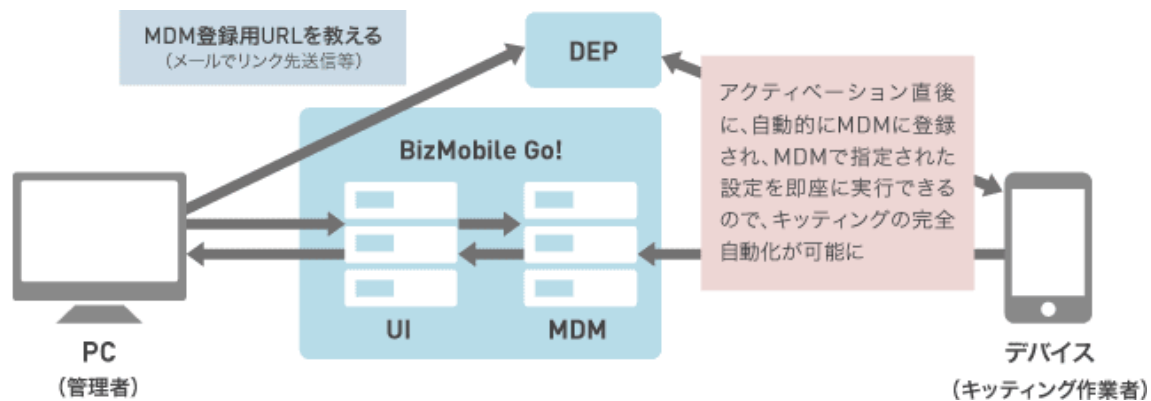 MDM登録用URLを教える
（メールでリンク先送信等）
DEP
アクティベーション直後
に、自動的にMDMに登録
され、MDMで指定された
設定を即座に実行できる
ので、キッティングの完全
自動化が可能に
BizMobile Go!
UI
MDM
PC
（管理者）
デバイス
（キッティング作業者）